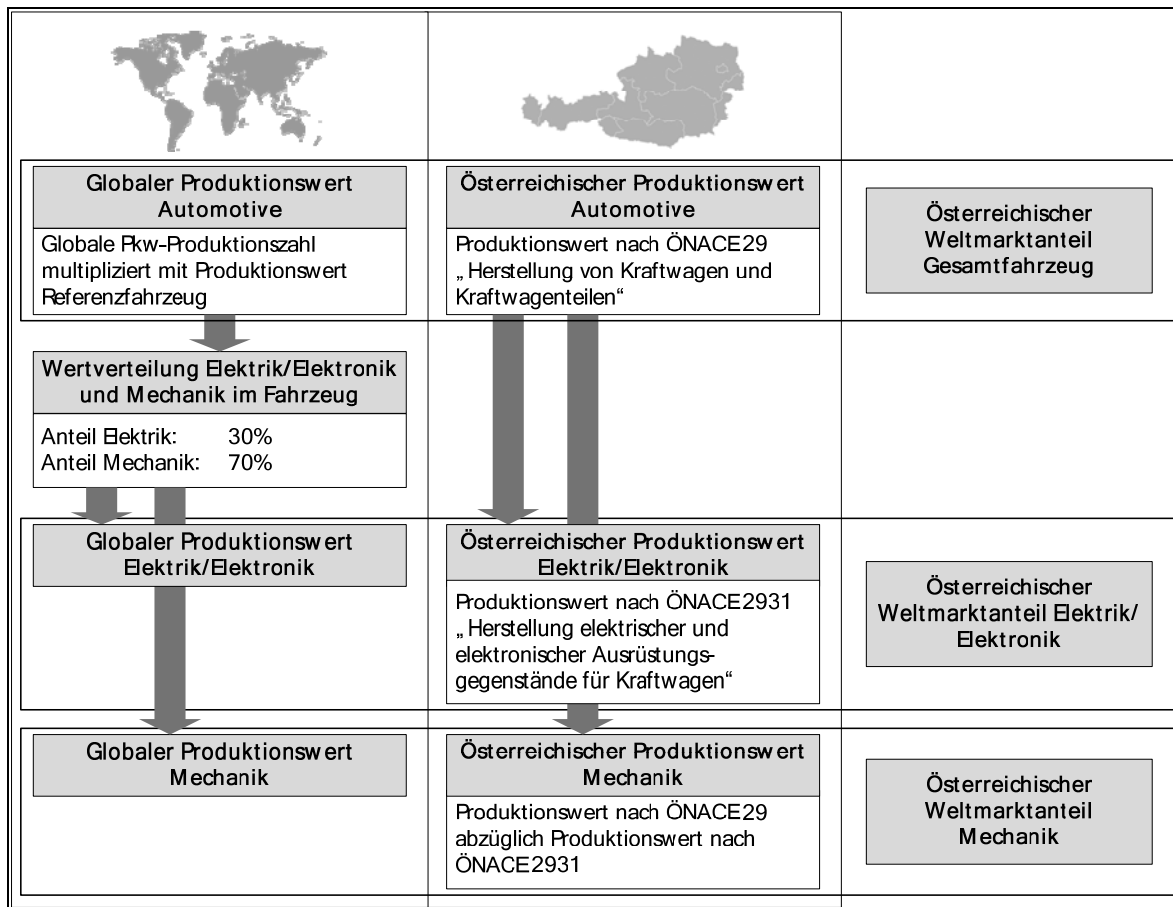 Globaler Produktionswert
Automotive
Globale Pkw-Produktionszahl
multipliziert mit Produktionswert
Referenzfahrzeug
Österreichischer Produktionswert
Automotive
Produktionswert nach ÖNACE29
„Herstellung von Kraftwagen und
Kraftwagenteilen“
Österreichischer
Weltmarktanteil
Gesamtfahrzeug
Wertverteilung Elektrik/Elektronik
und Mechanik im Fahrzeug
Anteil Elektrik: 30%
Anteil Mechanik: 70%
Globaler Produktionswert
Elektrik/Elektronik
Österreichischer Produktionswert
Elektrik/Elektronik
Produktionswert nach ÖNACE2931
„Herstellung elektrischer und
elektronischer Ausrüstungs-
gegenstände für Kraftwagen“
Österreichischer
Weltmarktanteil Elektrik/
Elektronik
Globaler Produktionswert
Mechanik
Österreichischer Produktionswert
Mechanik
Produktionswert nach ÖNACE29
abzüglich Produktionswert nach
ÖNACE2931
Österreichischer
Weltmarktanteil
Mechanik